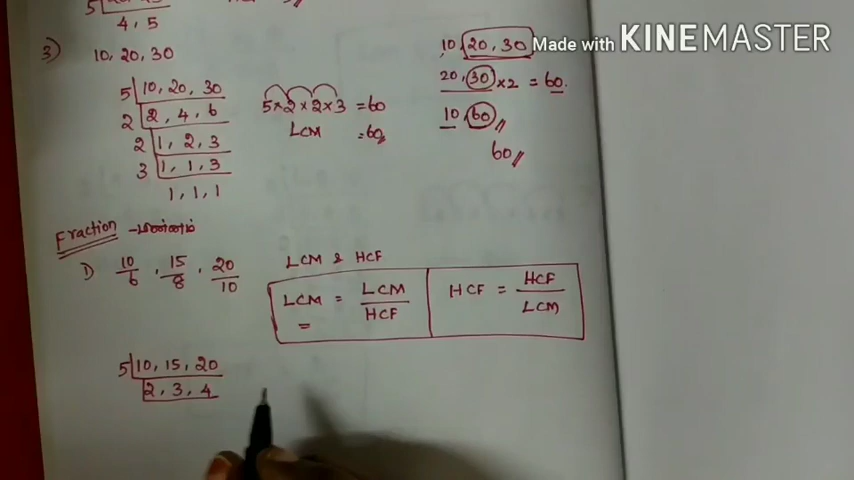 4, 5
3) 10, 20, 30
5 10, 20, 30
2 2, 4, 6
2 1, 2, 3
3 1, 1, 3
1, 1, 1
5×2×2×3 = 60
LCM = 60
10, 20, 30
20, 30 ×2 = 60
10, 60
60
Made with KINEMASTER
Fraction - பின்னம்
1) 10/6, 15/8, 20/10
LCM & HCF
LCM = LCM/HCF
=
HCF = HCF/LCM
5 10, 15, 20
2, 3, 4